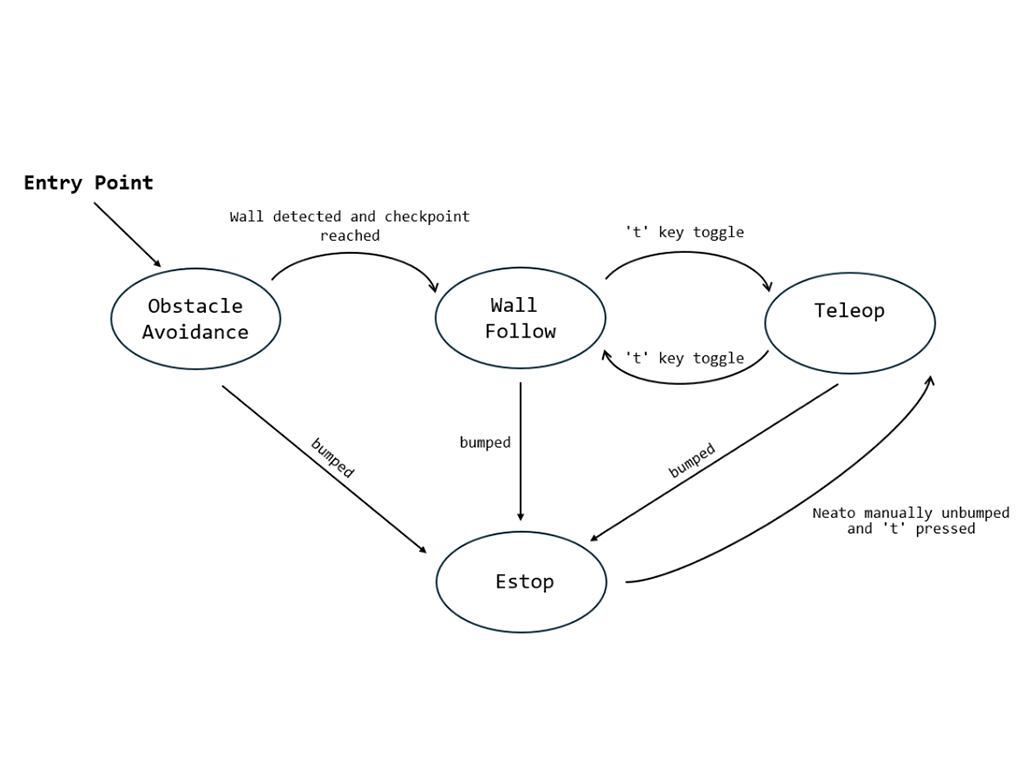 Entry Point
Wall detected and checkpoint
reached
't' key toggle
Obstacle
Avoidance
Wall
Follow
Teleop
't' key toggle
bumped
bumped
bumped
Neato manually unbumped
and 't' pressed
Estop